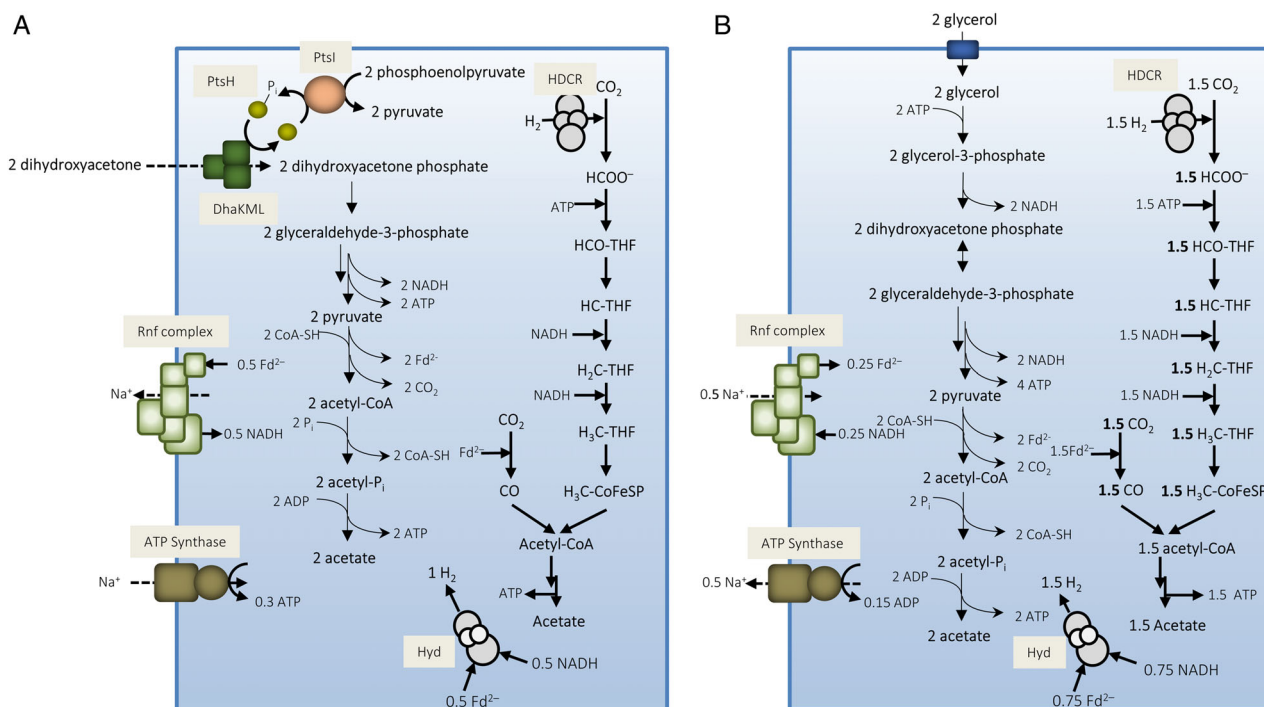 A
PtsI
PtsH
Pi
2 phosphoenolpyruvate
2 pyruvate
HDCR
CO₂
H₂
2 dihydroxyacetone
2 dihydroxyacetone phosphate
DhaKML
HCOO⁻
ATP
2 glyceraldehyde-3-phosphate
HCO-THF
2 NADH
2 ATP
HC-THF
2 pyruvate
Rnf complex
2 CoA-SH
NADH
0.5 Fd²⁻
2 Fd²⁻
H₂C-THF
2 CO₂
Na⁺
NADH
2 acetyl-CoA
CO₂
2 Pi
0.5 NADH
H₃C-THF
2 CoA-SH
Fd²⁻
2 acetyl-Pi
CO
H₃C-CoFeSP
2 ADP
2 ATP
ATP Synthase
Acetyl-CoA
2 acetate
1 H₂
Na⁺
ATP
0.3 ATP
Acetate
Hyd
0.5 NADH
0.5 Fd²⁻
B
2 glycerol
HDCR
1.5 CO₂
2 glycerol
2 ATP
1.5 H₂
2 glycerol-3-phosphate
1.5 HCOO⁻
2 NADH
1.5 ATP
2 dihydroxyacetone phosphate
1.5 HCO-THF
2 glyceraldehyde-3-phosphate
1.5 HC-THF
Rnf complex
1.5 NADH
2 NADH
0.25 Fd²⁻
1.5 H₂C-THF
4 ATP
0.5 Na⁺
2 pyruvate
1.5 NADH
2 CoA-SH
1.5 CO₂
0.25 NADH
2 Fd²⁻
1.5 H₃C-THF
1.5Fd²⁻
2 CO₂
2 acetyl-CoA
1.5 CO
1.5 H₃C-CoFeSP
2 Pi
2 CoA-SH
ATP Synthase
1.5 acetyl-CoA
2 acetyl-Pi
0.5 Na⁺
2 ADP
1.5 H₂
1.5 ATP
0.15 ADP
2 ATP
1.5 Acetate
2 acetate
Hyd
0.75 NADH
0.75 Fd²⁻